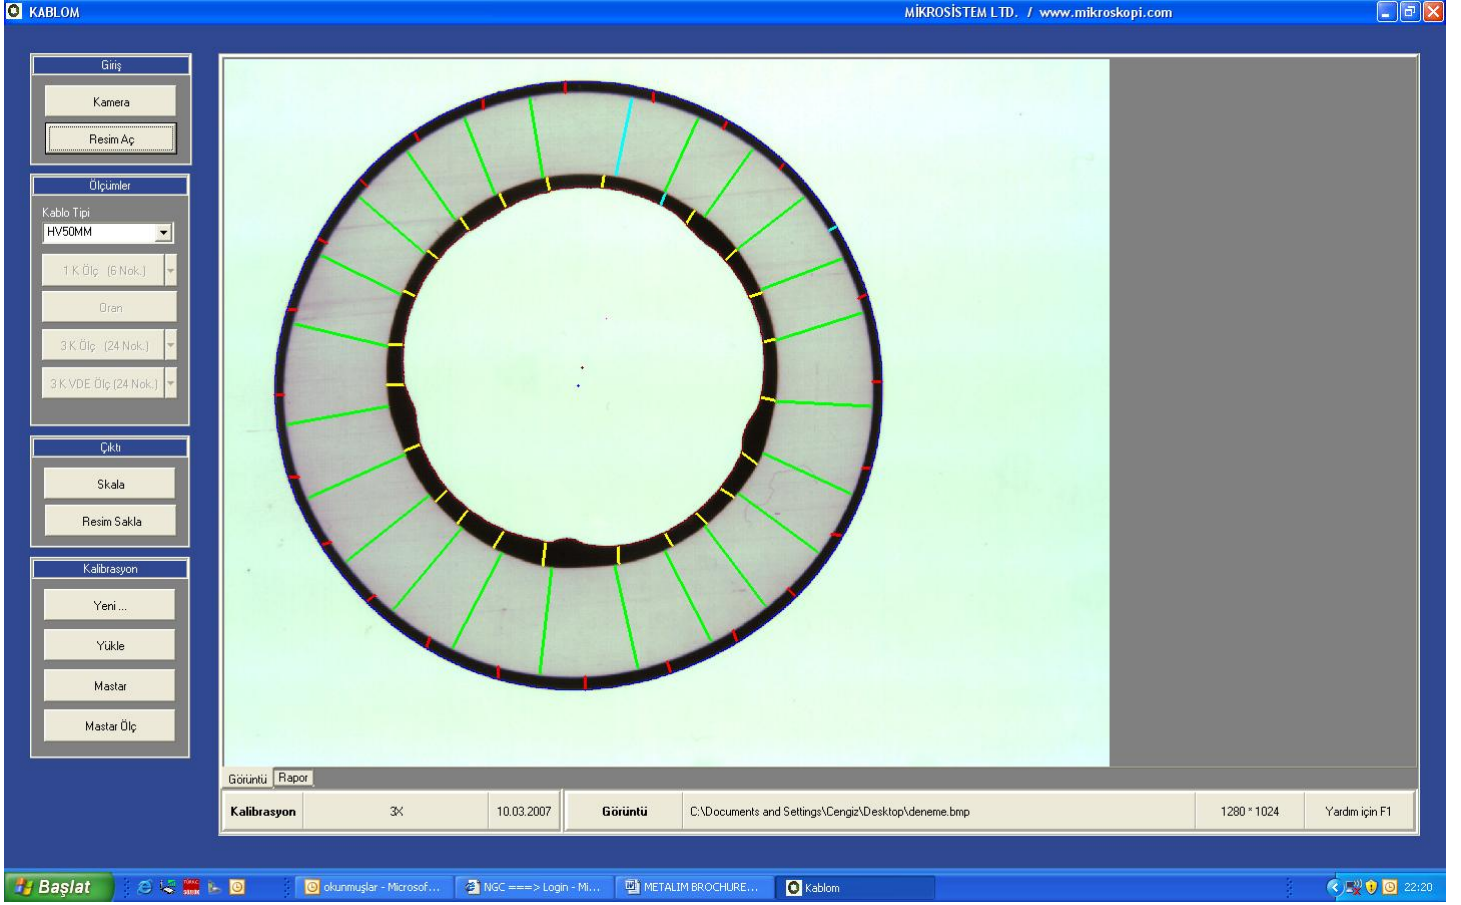 KABLOM
MİKROSİSTEM LTD. / www.mikroskopi.com
Giriş
Kamera
Resim Aç
Ölçümler
Kablo Tipi
HV50MM
1 K Ölç (6 Nok.)
Oran
3 K Ölç (24 Nok.)
3 K VDE Ölç (24 Nok.)
Çıktı
Skala
Resim Sakla
Kalibrasyon
Yeni ...
Yükle
Mastar
Mastar Ölç
Görüntü Rapor
Kalibrasyon 3X 10.03.2007 Görüntü C:\Documents and Settings\Cengiz\Desktop\deneme.bmp 1280 * 1024 Yardım için F1
Başlat okunmuşlar - Microsof... NGC ===> Login - Mi... METALIM BROCHURE... Kablom 22:20